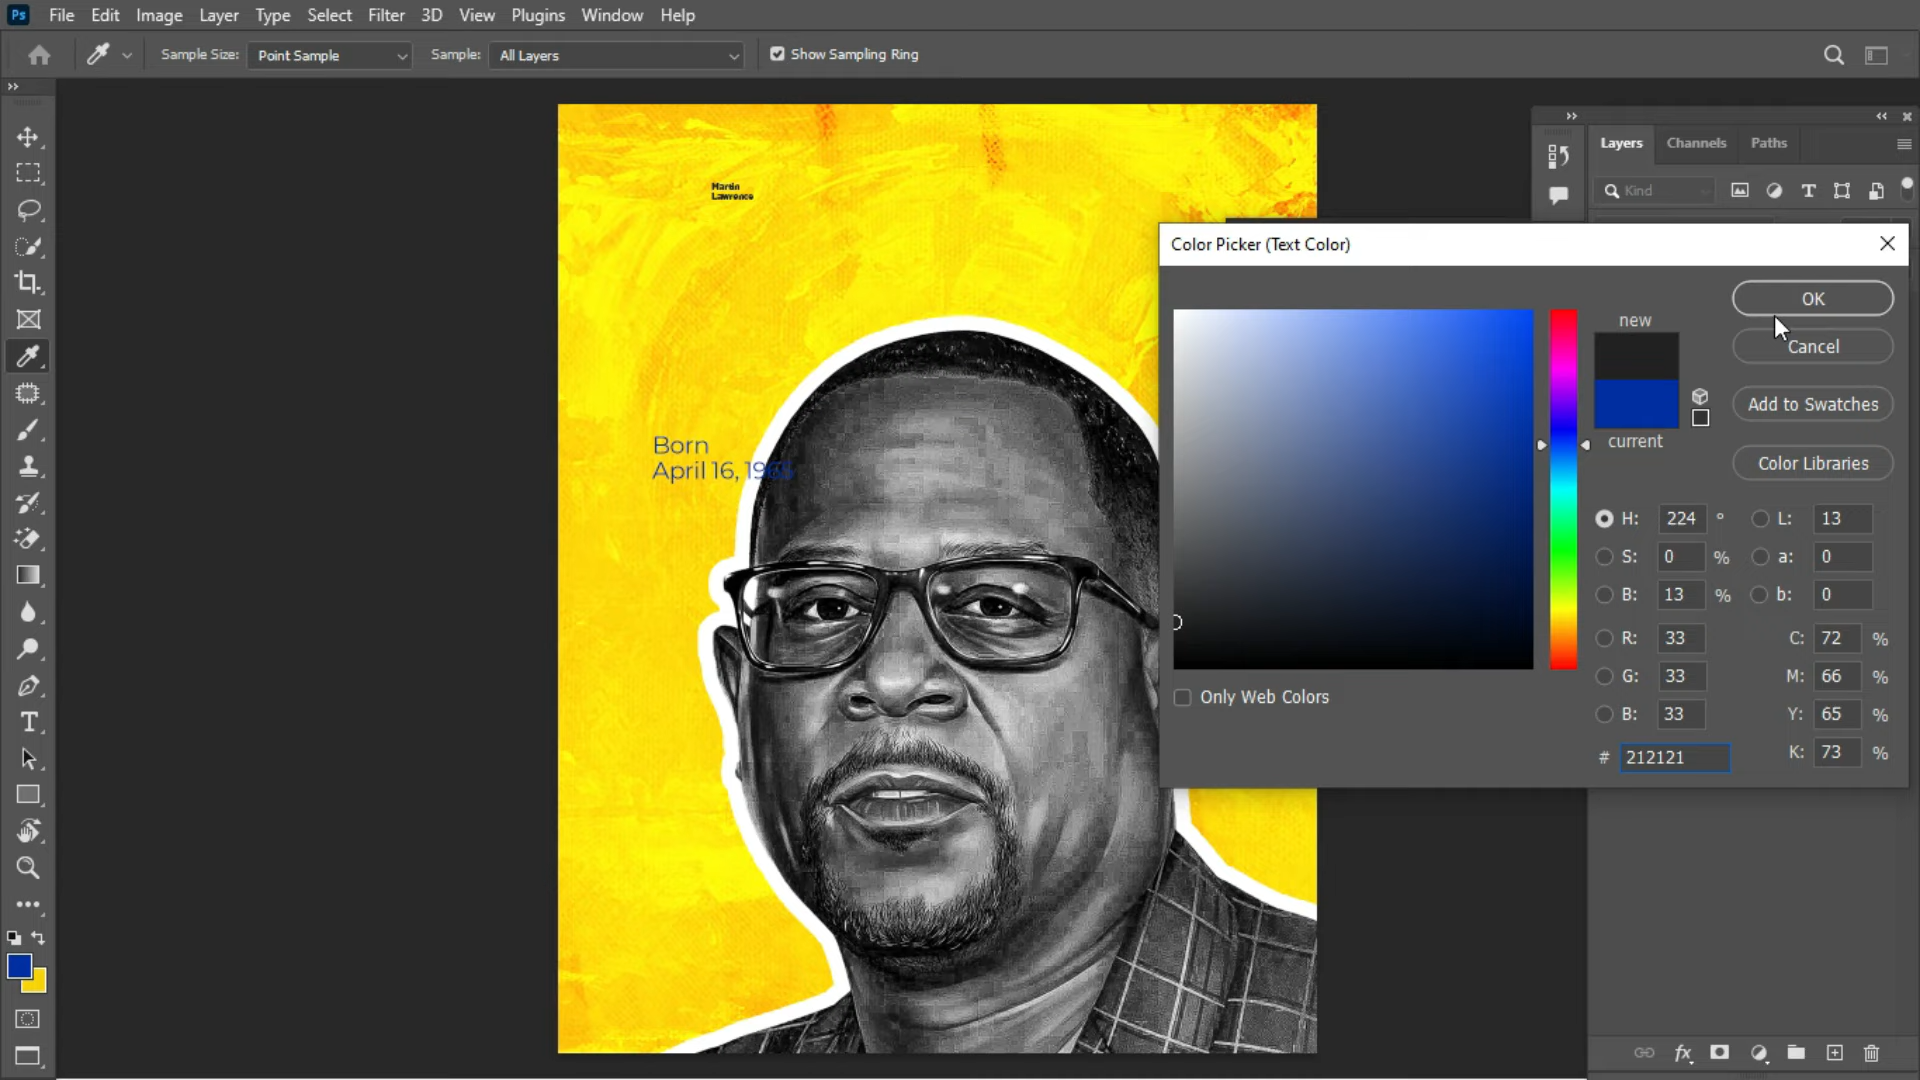 Ps File Edit Image Layer Type Select Filter 3D View Plugins Window Help
Sample Size: Point Sample Sample: All Layers Show Sampling Ring
Layers Channels Paths
Kind
Martin
Lawrence
Born
April 16, 1965
Color Picker (Text Color)
new
current
OK
Cancel
Add to Swatches
Color Libraries
H: 224 ° L: 13
S: 0 % a: 0
B: 13 % b: 0
R: 33 C: 72 %
G: 33 M: 66 %
B: 33 Y: 65 %
# 212121 K: 73 %
Only Web Colors
T
fx